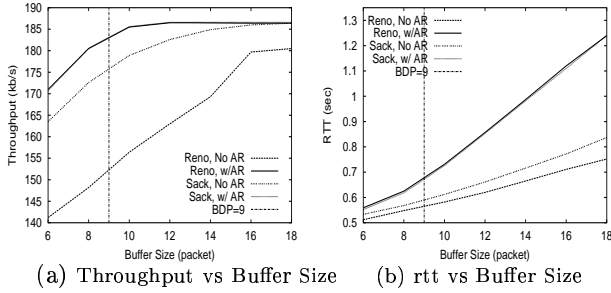 190
185
180
175
170
165
160
155
150
145
140
Throughput (kb/s)
6 8 10 12 14 16 18
Buffer Size (packet)
Reno, No AR
Reno, w/AR
Sack, No AR
Sack, w/ AR
BDP=9
(a) Throughput vs Buffer Size
1.3
1.2
1.1
1
0.9
0.8
0.7
0.6
0.5
RTT (sec)
6 8 10 12 14 16 18
Buffer Size (packet)
Reno, No AR
Reno, w/AR
Sack, No AR
Sack, w/ AR
BDP=9
(b) rtt vs Buffer Size